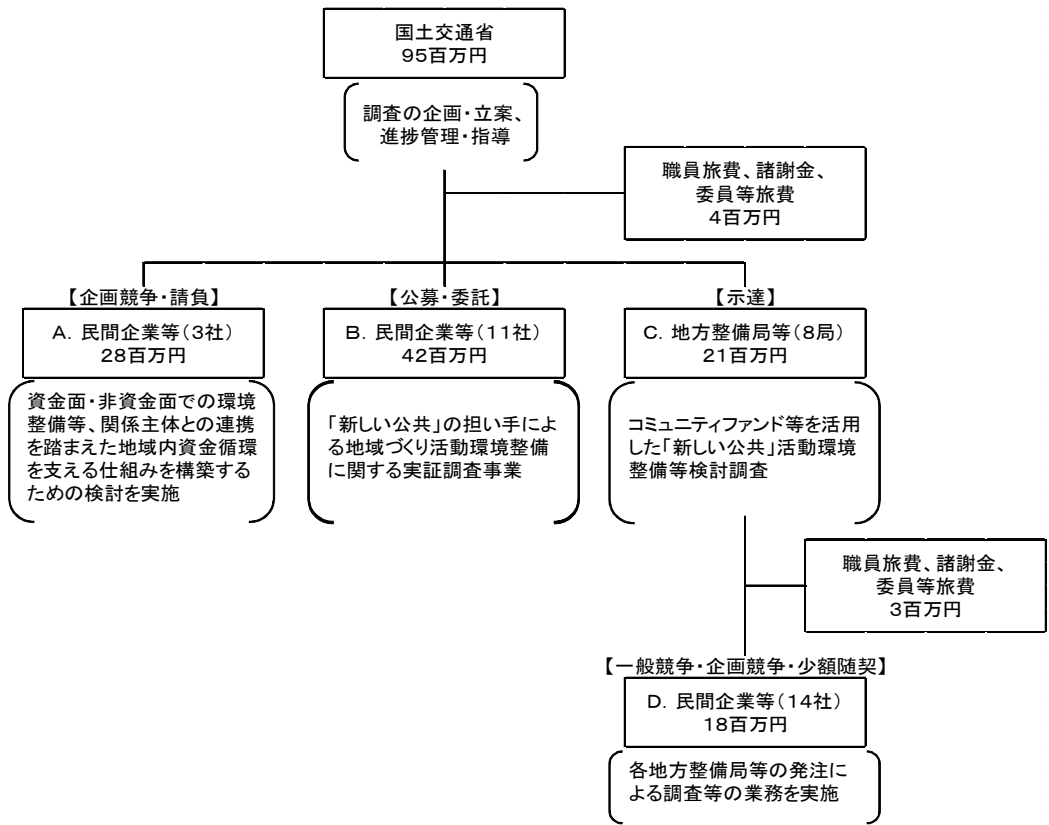 国土交通省
９５百万円
調査の企画・立案、
進捗管理・指導
職員旅費、諸謝金、
委員等旅費
４百万円
【企画競争・請負】
A．民間企業等（３社）
２８百万円
資金面・非資金面での環境
整備等、関係主体との連携
を踏まえた地域内資金循環
を支える仕組みを構築する
ための検討を実施
【公募・委託】
B．民間企業等（１１社）
４２百万円
「新しい公共」の担い手によ
る地域づくり活動環境整備
に関する実証調査事業
【示達】
C．地方整備局等（８局）
２１百万円
コミュニティファンド等を活用
した「新しい公共」活動環境
整備等検討調査
職員旅費、諸謝金、
委員等旅費
３百万円
【一般競争・企画競争・少額随契】
D．民間企業等（１４社）
１８百万円
各地方整備局等の発注に
よる調査等の業務を実施